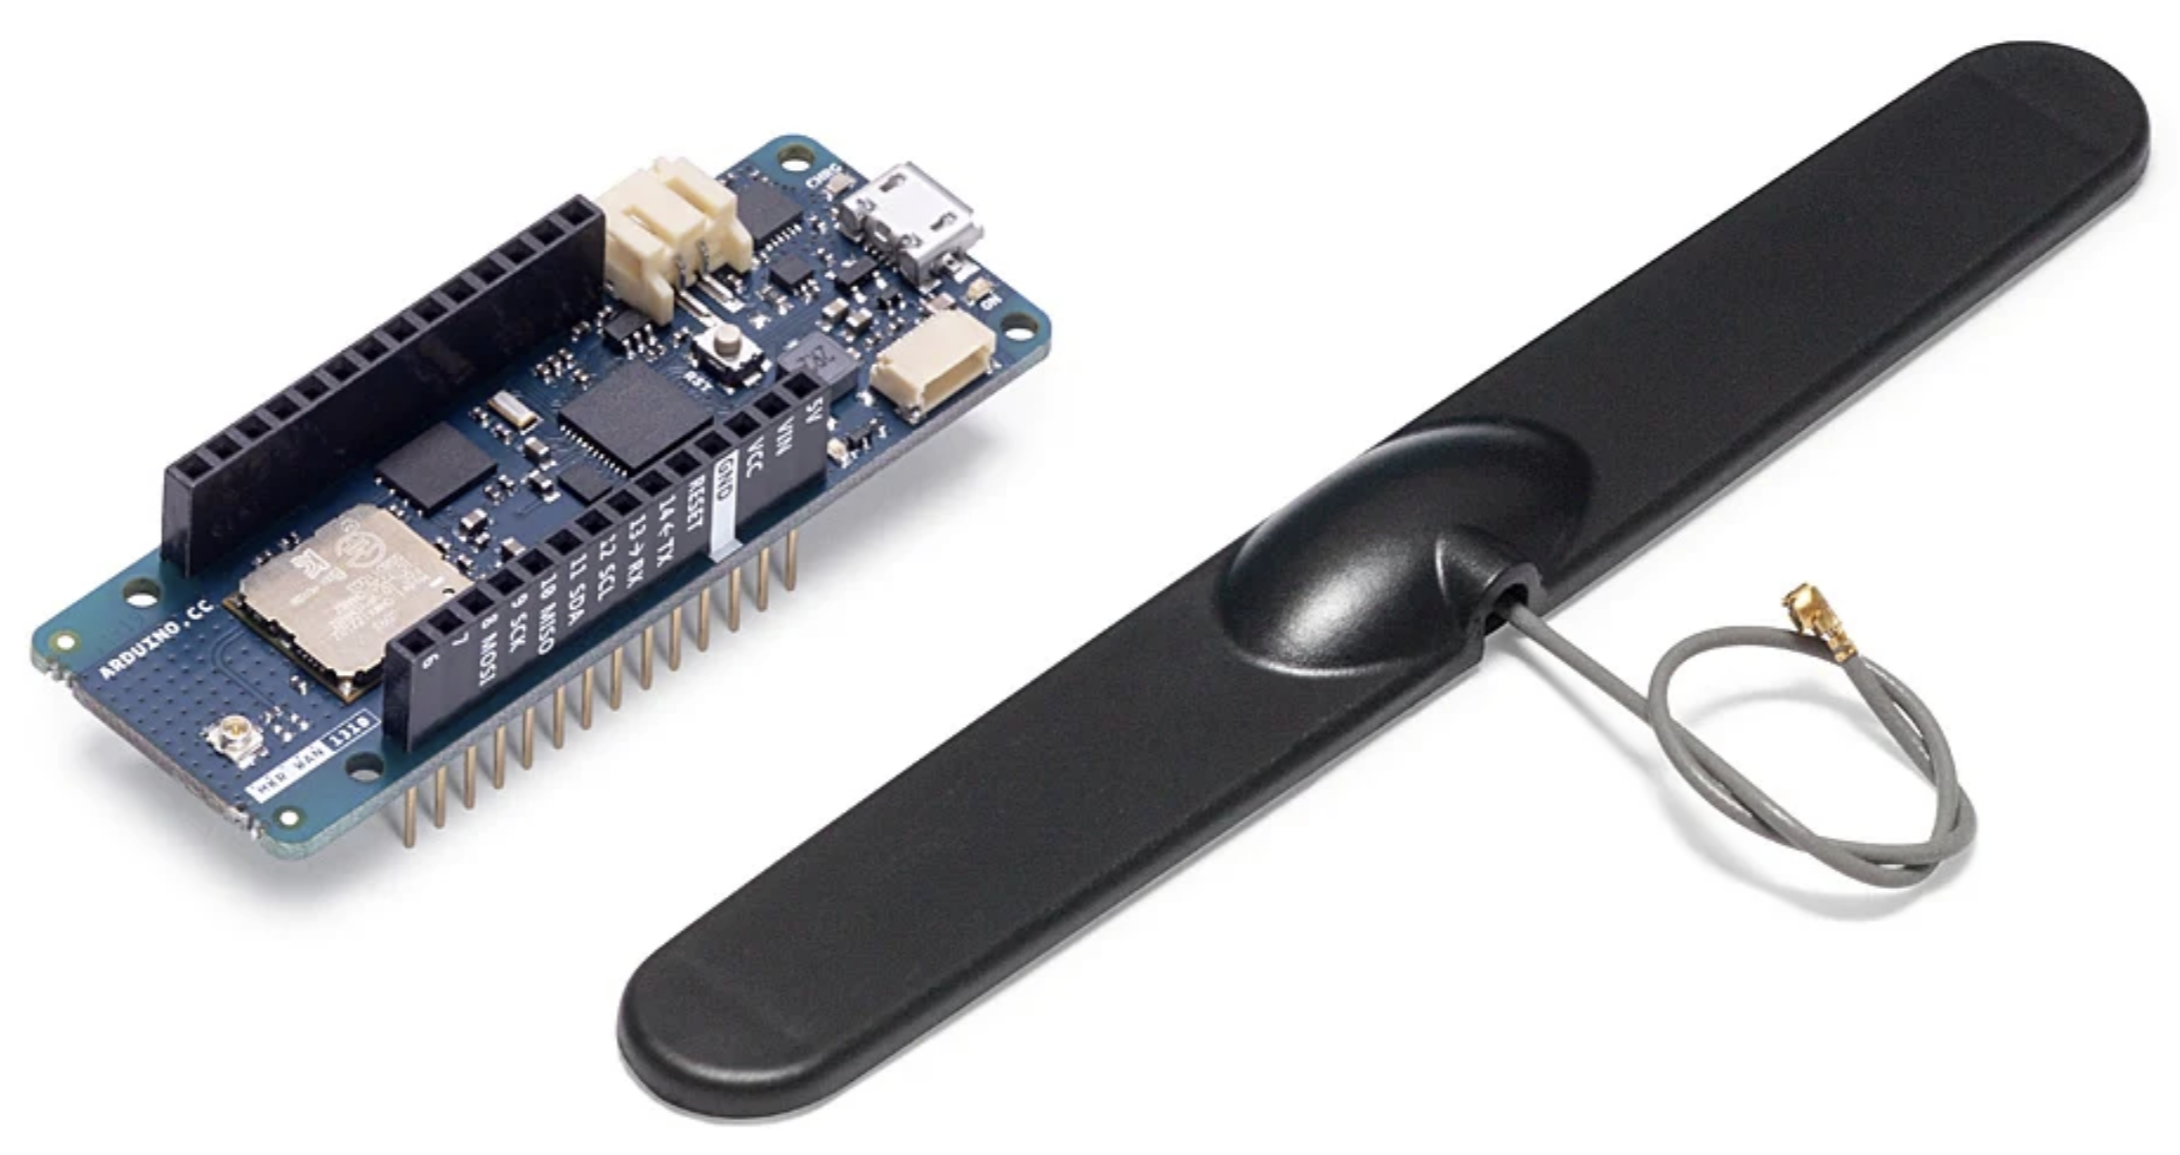 CHRG
ON
RST
5V
VIN
VCC
GND
RESET
14←TX
13→RX
12 SCL
11 SDA
10 MISO
9 SCK
8 MOSI
7
6
ARDUINO.CC
MKR WAN 1310